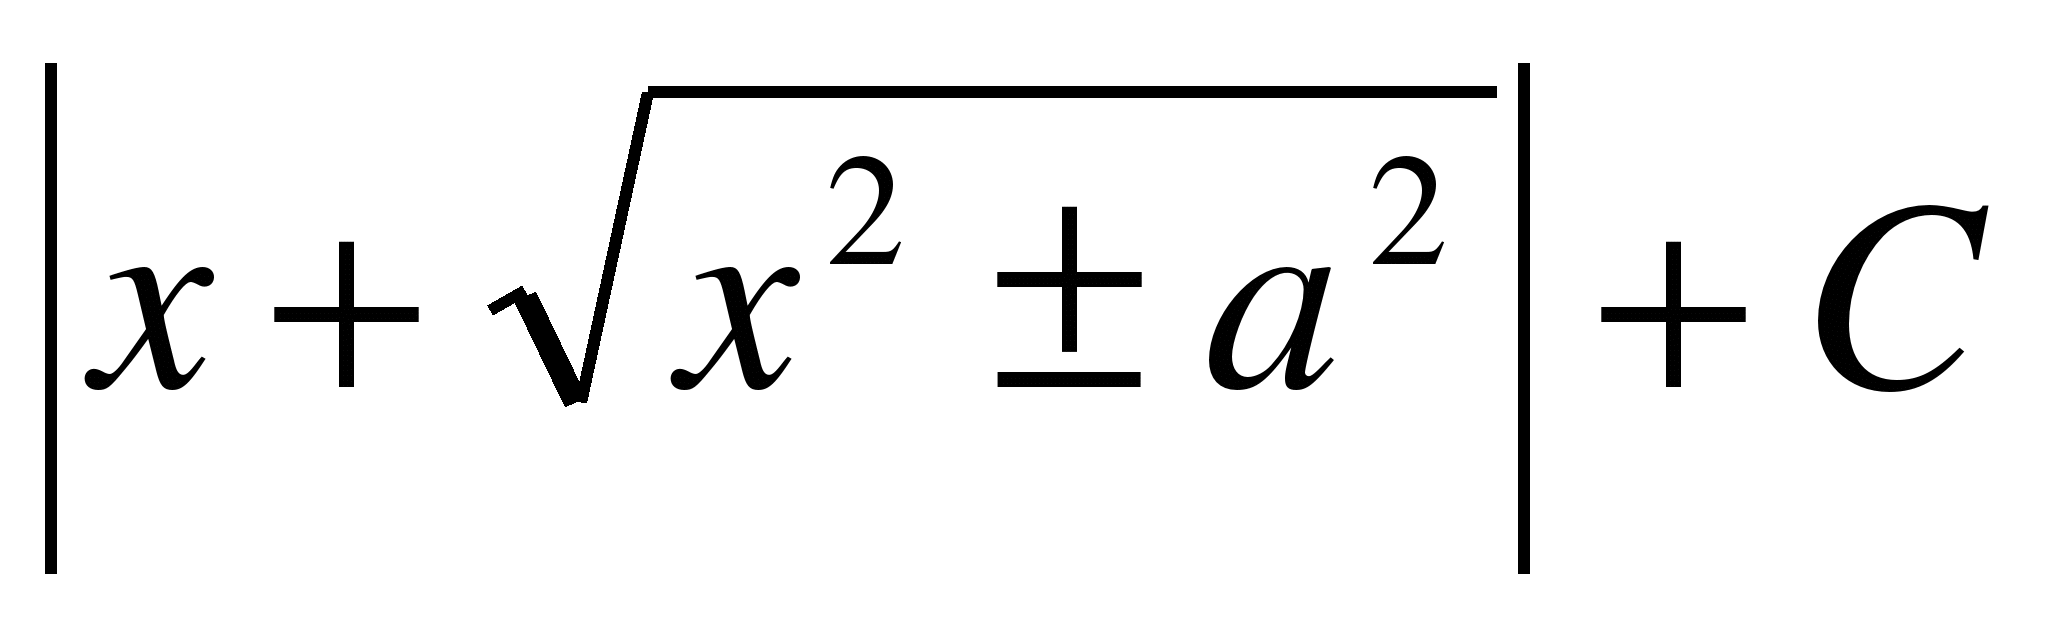 |x + √(x² ± a²)| + C